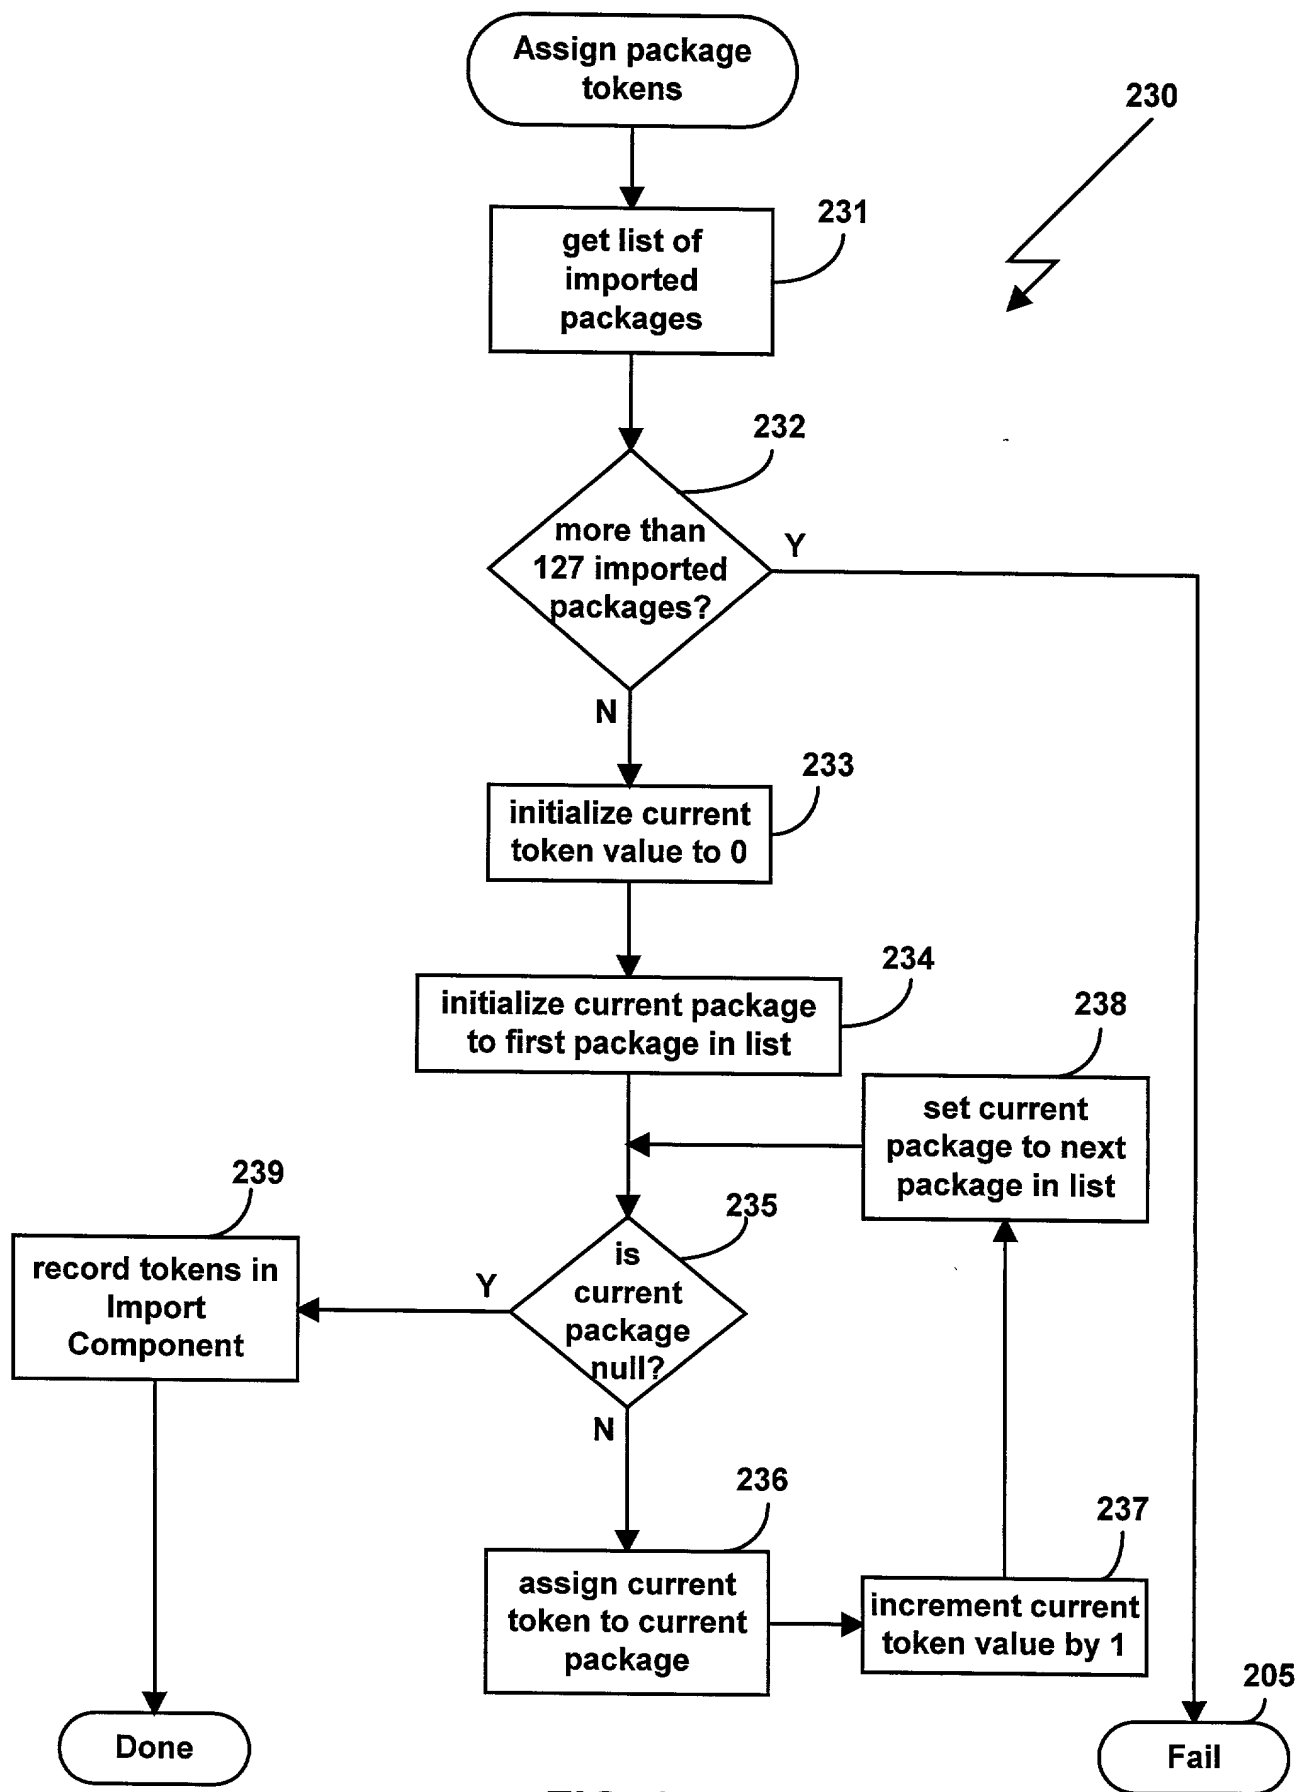 Assign package
tokens
230
231
get list of
imported
packages
232
more than
127 imported
packages?
Y
N
233
initialize current
token value to 0
234
initialize current package
to first package in list
238
set current
package to next
package in list
239
record tokens in
Import
Component
235
is
current
package
null?
Y
N
236
assign current
token to current
package
237
increment current
token value by 1
205
Done
Fail